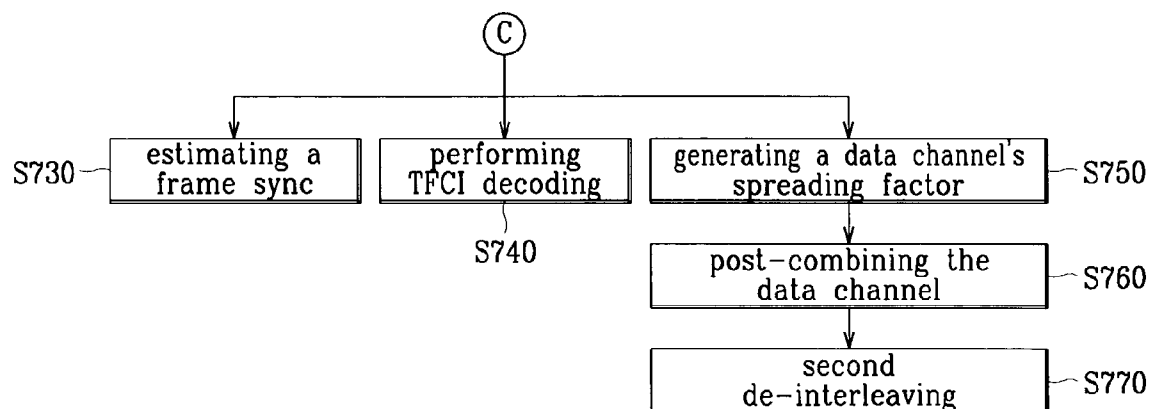 C
S730
estimating a
frame sync
performing
TFCI decoding
S740
generating a data channel's
spreading factor
S750
post-combining the
data channel
S760
second
de-interleaving
S770